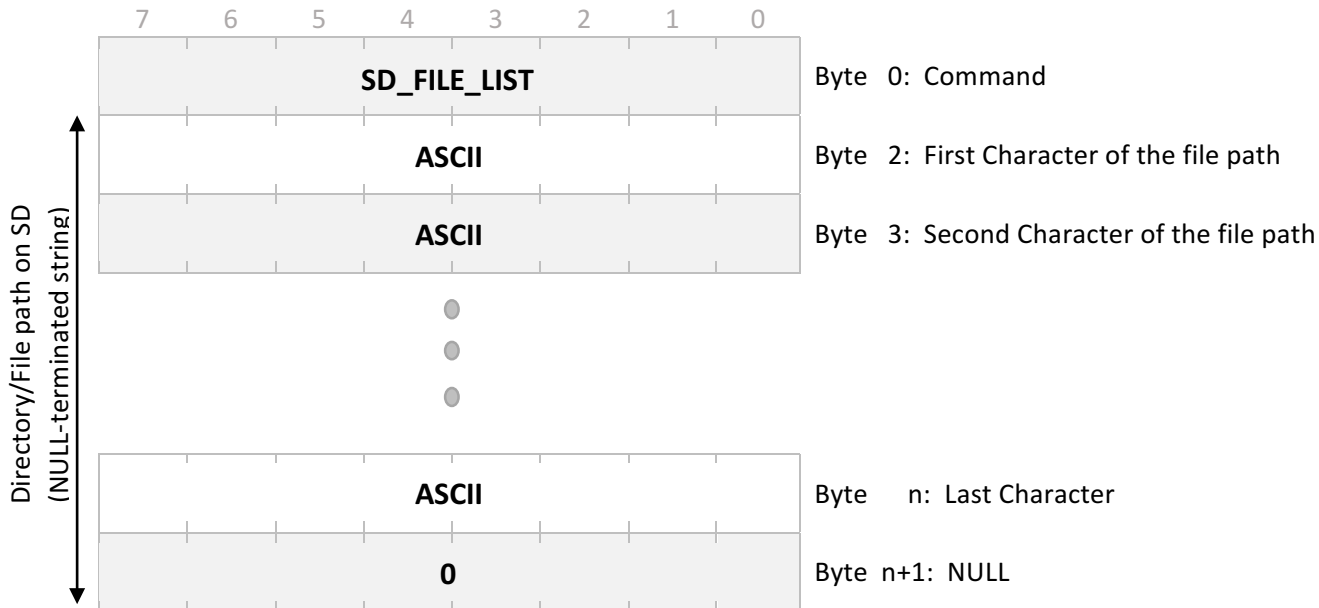 7 6 5 4 3 2 1 0
SD_FILE_LIST
Byte 0: Command
ASCII
Byte 2: First Character of the file path
ASCII
Byte 3: Second Character of the file path
Directory/File path on SD
(NULL-terminated string)
ASCII
Byte n: Last Character
0
Byte n+1: NULL